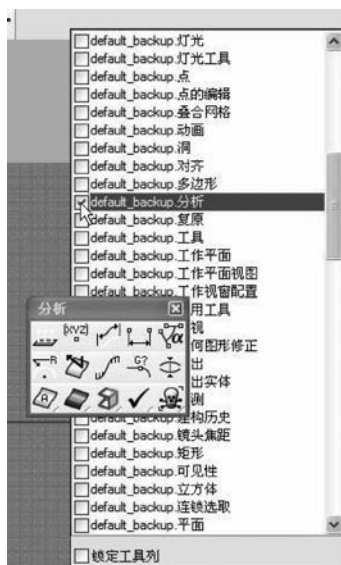 default_backup.灯光
default_backup.灯光工具
default_backup.点
default_backup.点的编辑
default_backup.叠合网格
default_backup.动画
default_backup.洞
default_backup.对齐
default_backup.多边形
default_backup.分析
default_backup.复原
default_backup.工具
default_backup.工作平面
default_backup.工作平面视图
default_backup.工作视窗配置
分析
用工具
视
何图形修正
出
出实体
测
default_backup.建构历史
default_backup.镜头焦距
default_backup.矩形
default_backup.可见性
default_backup.立方体
default_backup.连锁选取
default_backup.平面
锁定工具列